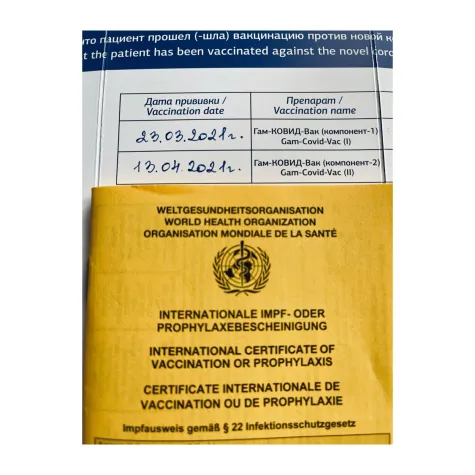 что пациент прошел (-шла) вакцинацию против новой к
t the patient has been vaccinated against the novel coro
Дата прививки /
Vaccination date
Препарат /
Vaccination name
23.03.2021г.
Гам-КОВИД-Вак (компонент-1)
Gam-Covid-Vac (I)
13.04.2021г.
Гам-КОВИД-Вак (компонент-2)
Gam-Covid-Vac (II)
WELTGESUNDHEITSORGANISATION
WORLD HEALTH ORGANIZATION
ORGANISATION MONDIALE DE LA SANTÉ
INTERNATIONALE IMPF- ODER
PROPHYLAXEBESCHEINIGUNG
INTERNATIONAL CERTIFICATE OF
VACCINATION OR PROPHYLAXIS
CERTIFICATE INTERNATIONALE DE
VACCINATION OU DE PROPHYLAXIE
Impfausweis gemäß § 22 Infektionsschutzgesetz